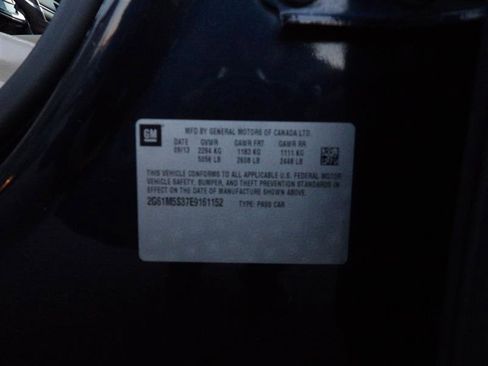 GM
MFD BY GENERAL MOTORS OF CANADA LTD.
DATE GVWR GAWR FRT GAWR RR
09/13 2294 KG 1183 KG 1111 KG
5056 LB 2608 LB 2448 LB
THIS VEHICLE CONFORMS TO ALL APPLICABLE U.S. FEDERAL MOTOR
VEHICLE SAFETY, BUMPER, AND THEFT PREVENTION STANDARDS IN
EFFECT ON THE DATE OF MANUFACTURE SHOWN ABOVE.
2G61M5S37E9161152 TYPE: PASS CAR